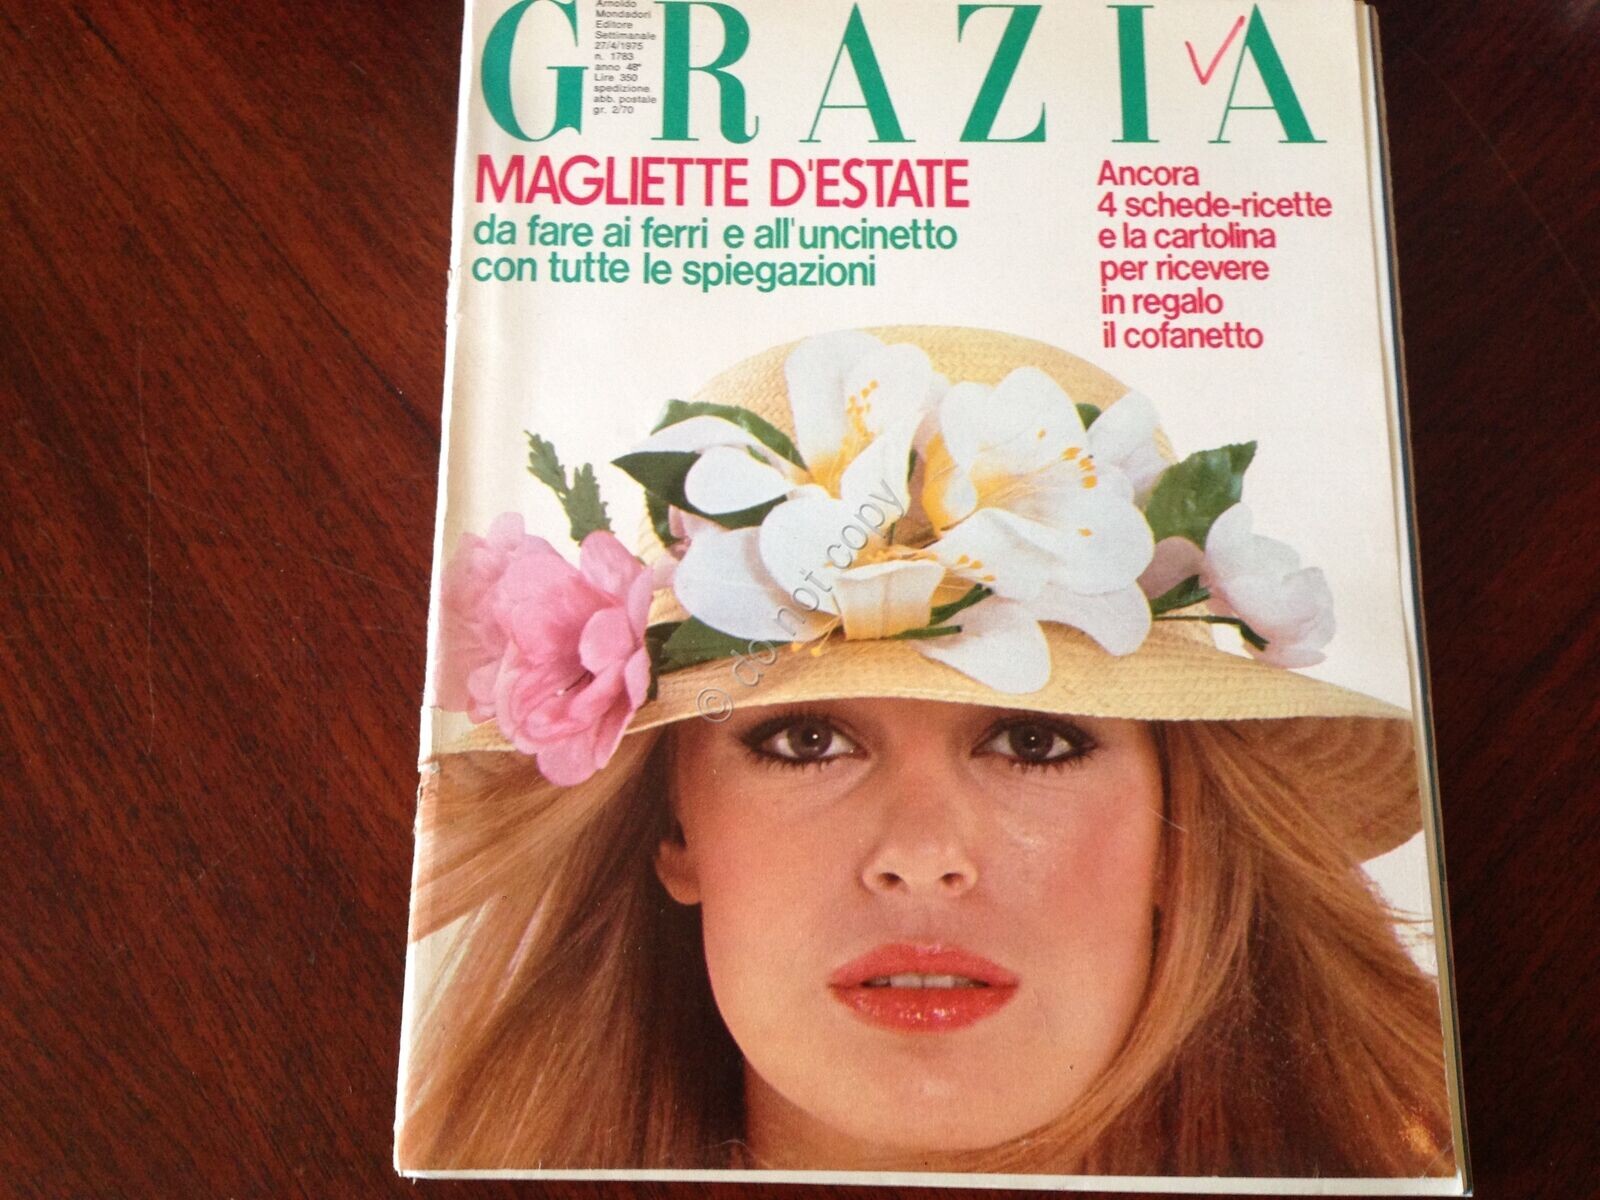 Arnoldo
Mondadori
Editore
Settimanale
27/4/1975
n. 1783
anno 48°
Lire 350
spedizione
abb. postale
gr. 2/70
GRAZIA
MAGLIETTE D'ESTATE
da fare ai ferri e all'uncinetto
con tutte le spiegazioni
Ancora
4 schede-ricette
e la cartolina
per ricevere
in regalo
il cofanetto
© do not copy